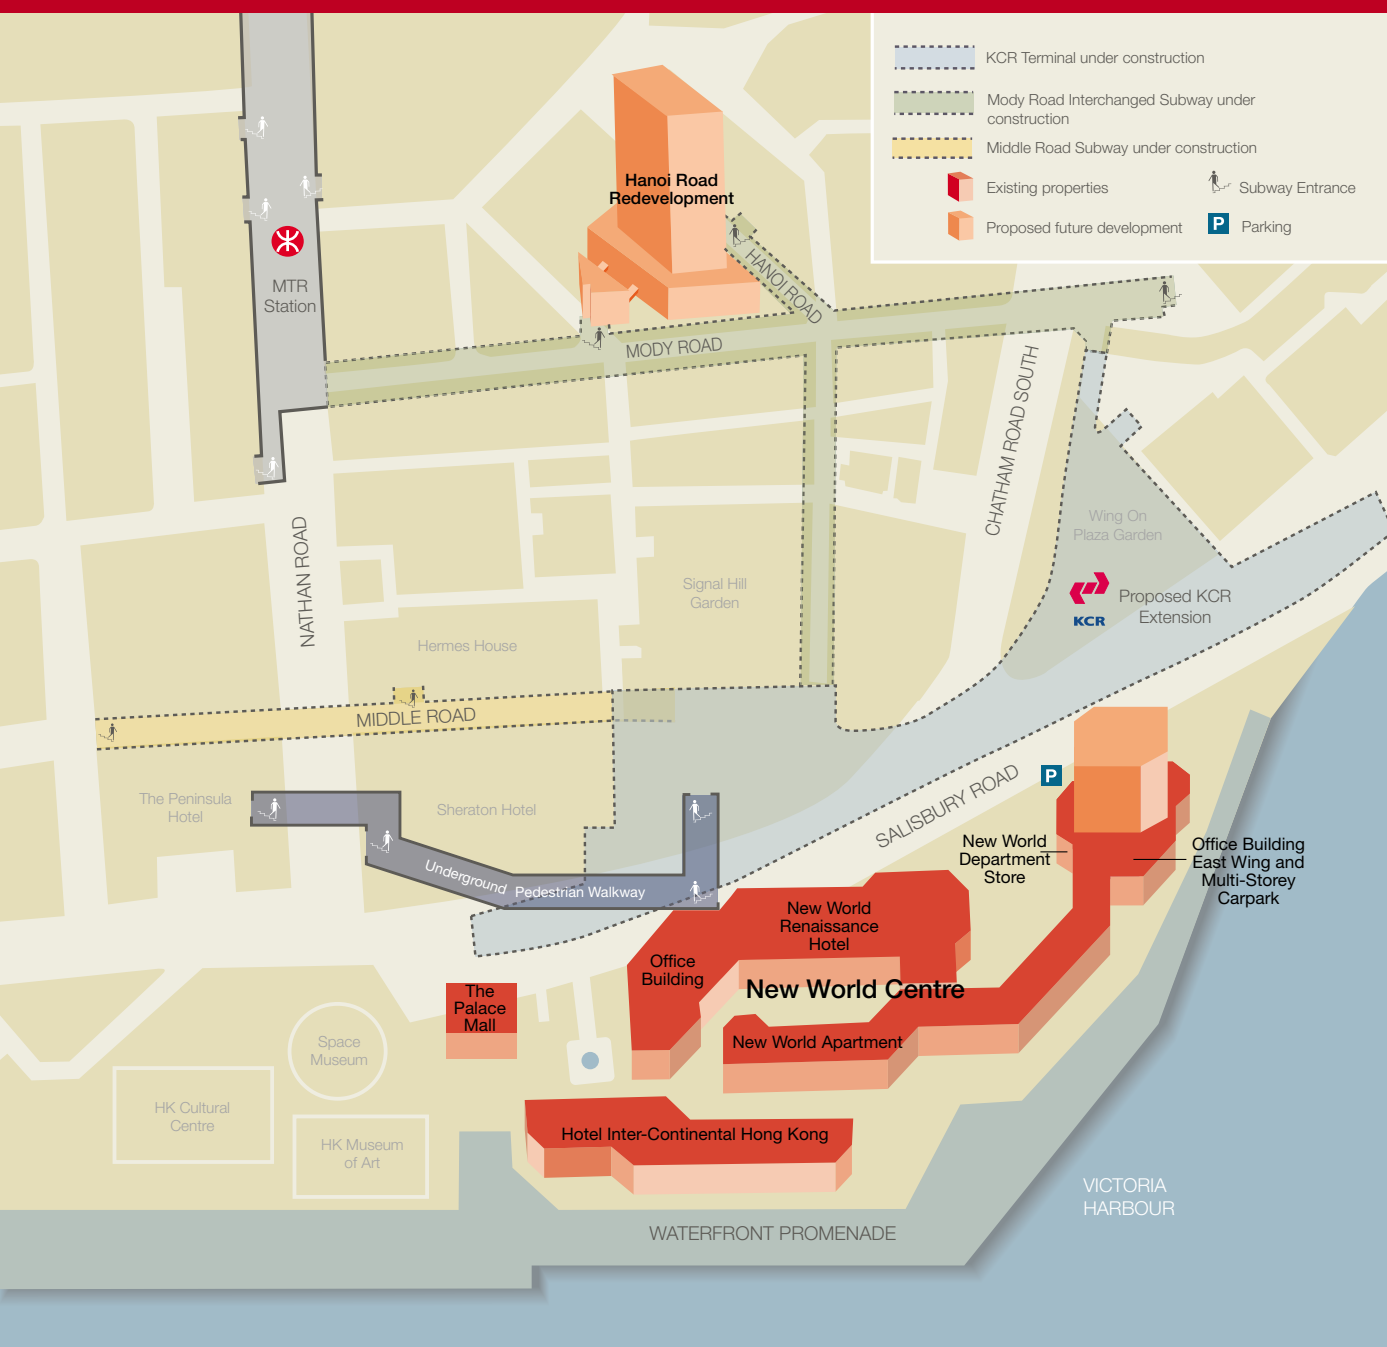 KCR Terminal under construction
Mody Road Interchanged Subway under
construction
Middle Road Subway under construction
Existing properties
Subway Entrance
Proposed future development
P
Parking
Hanoi Road
Redevelopment
HANOI ROAD
MTR
Station
MODY ROAD
CHATHAM ROAD SOUTH
NATHAN ROAD
Wing On
Plaza Garden
Signal Hill
Garden
Proposed KCR
Extension
KCR
Hermes House
MIDDLE ROAD
The Peninsula
Hotel
Sheraton Hotel
P
SALISBURY ROAD
New World
Department
Store
Office Building
East Wing and
Multi-Storey
Carpark
Underground Pedestrian Walkway
New World
Renaissance
Hotel
Office
Building
New World Centre
The
Palace
Mall
New World Apartment
Space
Museum
HK Cultural
Centre
HK Museum
of Art
Hotel Inter-Continental Hong Kong
VICTORIA
HARBOUR
WATERFRONT PROMENADE